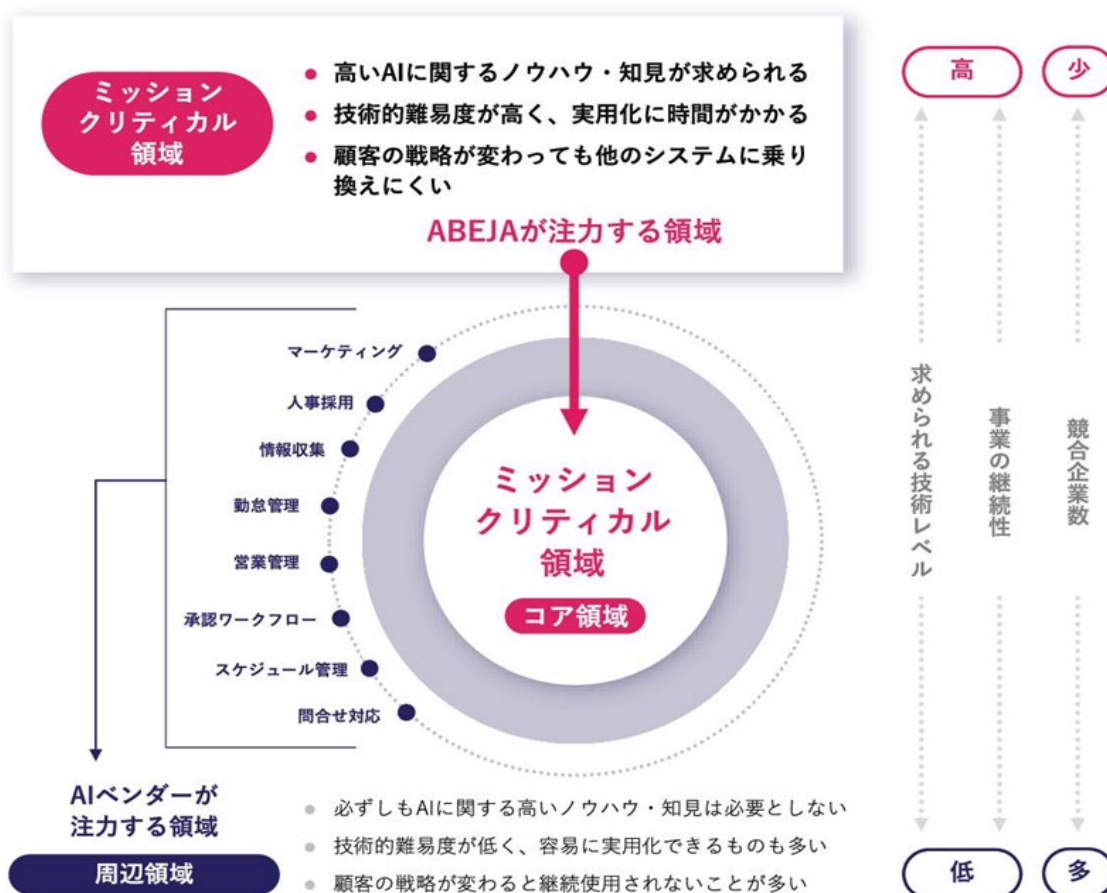 ミッション
クリティカル
領域
高いAIに関するノウハウ・知見が求められる
技術的難易度が高く、実用化に時間がかかる
顧客の戦略が変わっても他のシステムに乗り
換えにくい
ABEJAが注力する領域
高
少
マーケティング
人事採用
情報収集
勤怠管理
営業管理
承認ワークフロー
スケジュール管理
問合せ対応
ミッション
クリティカル
領域
コア領域
求められる技術レベル
事業の継続性
競合企業数
AIベンダーが
注力する領域
周辺領域
必ずしもAIに関する高いノウハウ・知見は必要としない
技術的難易度が低く、容易に実用化できるものも多い
顧客の戦略が変わると継続使用されないことが多い
低
多